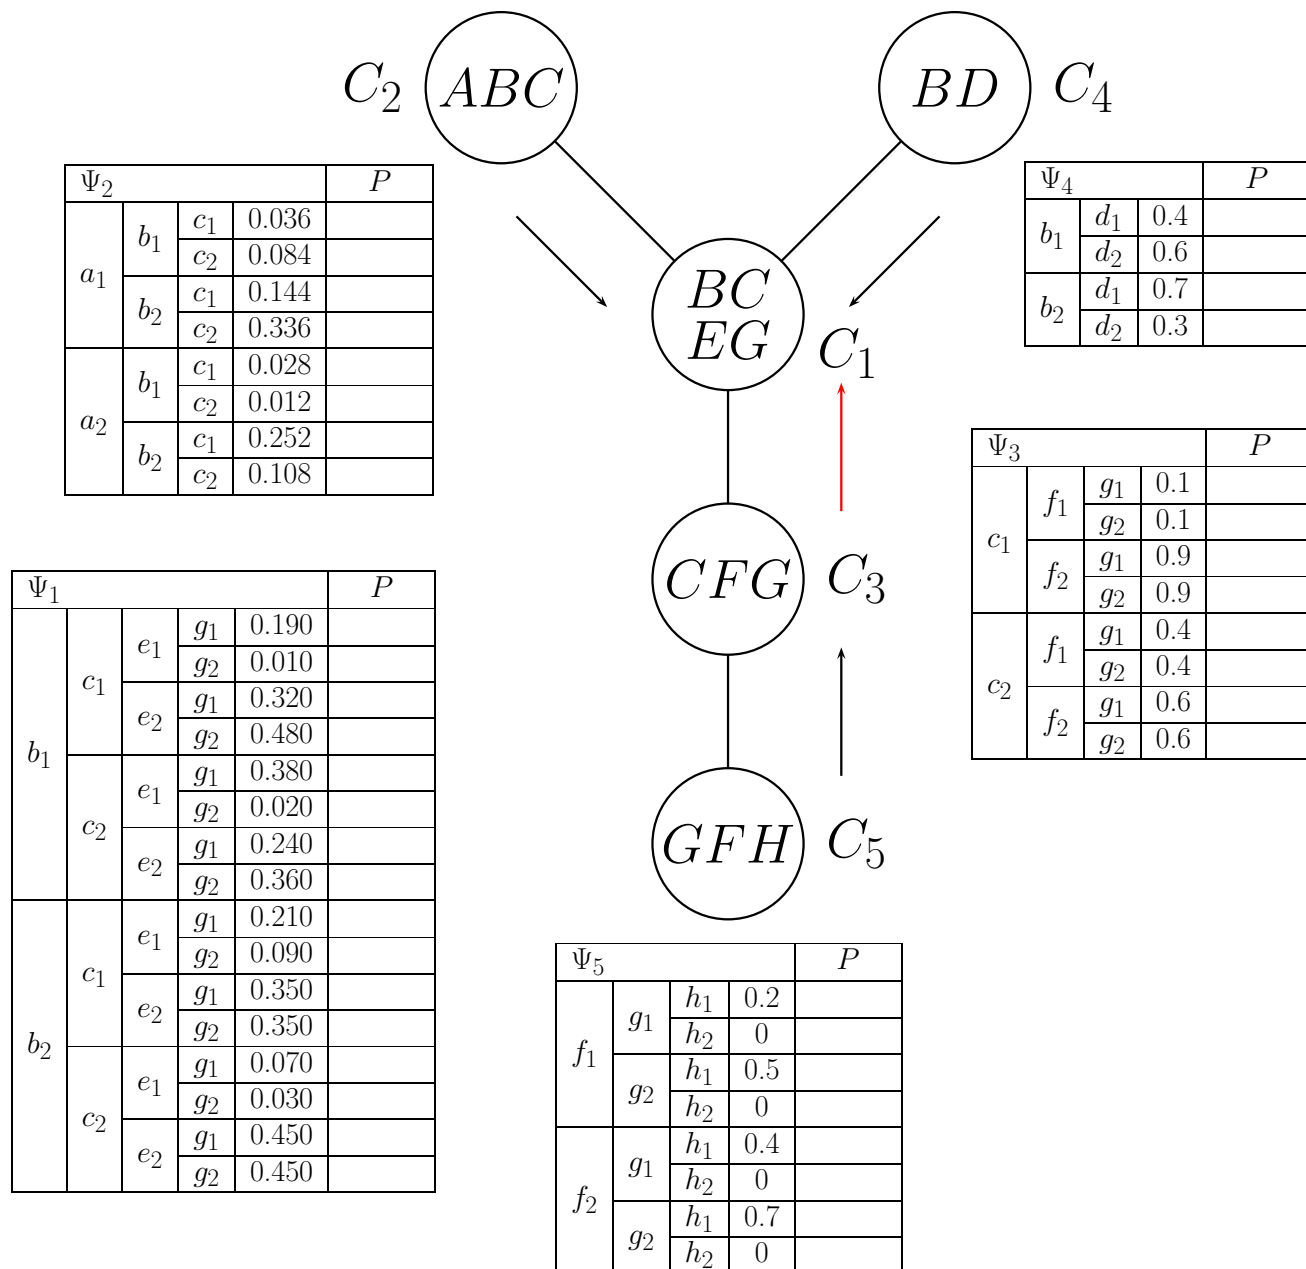 C₂ ABC
BD C₄
Ψ₂ P
a₁ b₁ c₁ 0.036
c₂ 0.084
b₂ c₁ 0.144
c₂ 0.336
a₂ b₁ c₁ 0.028
c₂ 0.012
b₂ c₁ 0.252
c₂ 0.108
Ψ₄ P
b₁ d₁ 0.4
d₂ 0.6
b₂ d₁ 0.7
d₂ 0.3
BC
EG
C₁
Ψ₃ P
c₁ f₁ g₁ 0.1
g₂ 0.1
f₂ g₁ 0.9
g₂ 0.9
c₂ f₁ g₁ 0.4
g₂ 0.4
f₂ g₁ 0.6
g₂ 0.6
CFG C₃
Ψ₁ P
b₁ c₁ e₁ g₁ 0.190
g₂ 0.010
e₂ g₁ 0.320
g₂ 0.480
c₂ e₁ g₁ 0.380
g₂ 0.020
e₂ g₁ 0.240
g₂ 0.360
b₂ c₁ e₁ g₁ 0.210
g₂ 0.090
e₂ g₁ 0.350
g₂ 0.350
c₂ e₁ g₁ 0.070
g₂ 0.030
e₂ g₁ 0.450
g₂ 0.450
GFH C₅
Ψ₅ P
f₁ g₁ h₁ 0.2
h₂ 0
g₂ h₁ 0.5
h₂ 0
f₂ g₁ h₁ 0.4
h₂ 0
g₂ h₁ 0.7
h₂ 0